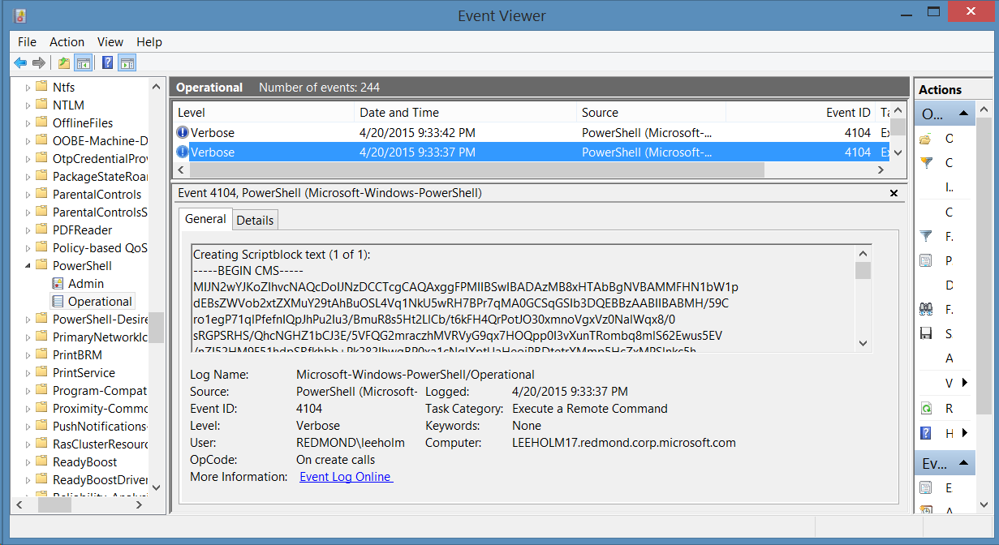 Event Viewer
File Action View Help
Ntfs
NTLM
OfflineFiles
OOBE-Machine-D
OtpCredentialProv
PackageStateRoar
ParentalControls
ParentalControlsS
PDFReader
Policy-based QoS
PowerShell
Admin
Operational
PowerShell-Desire
PrimaryNetworkIc
PrintBRM
PrintService
Program-Compat
Proximity-Commo
PushNotifications-
RasClusterResourc
ReadyBoost
ReadyBoostDriver
Operational Number of events: 244
Level Date and Time Source Event ID Ta
Verbose 4/20/2015 9:33:42 PM PowerShell (Microsoft-... 4104 Ex
Verbose 4/20/2015 9:33:37 PM PowerShell (Microsoft-... 4104 Ex
Event 4104, PowerShell (Microsoft-Windows-PowerShell)
General Details
Creating Scriptblock text (1 of 1):
-----BEGIN CMS-----
MIJN2wYJKoZIhvcNAQcDoIJNzDCCTcgCAQAxggFPMIIBSwIBADAzMB8xHTAbBgNVBAMMFHN1bW1p
dEBsZWVob2xtZXMuY29tAhBuOSL4Vq1NkU5wRH7BPr7qMA0GCSqGSIb3DQEBBzAABIIBABMH/59C
ro1egP71qlPfefnIQpJhPu2Iu3/BmuR8s5Ht2LICb/t6kFH4QrPotJO30xmnoVgxVz0NalWqx8/0
sRGPSRHS/QhcNGHZ1bCJ3E/5VFQG2mraczhMVRVyG9qx7HOQpp0I3vXunTRombq8mIS62Ewus5EV
Log Name: Microsoft-Windows-PowerShell/Operational
Source: PowerShell (Microsoft- Logged: 4/20/2015 9:33:37 PM
Event ID: 4104 Task Category: Execute a Remote Command
Level: Verbose Keywords: None
User: REDMOND\leeholm Computer: LEEHOLM17.redmond.corp.microsoft.com
OpCode: On create calls
More Information: Event Log Online
Actions
O...
C
C
I..
C
F.
P
D
F.
S
A
V
R
H
Ev...
E
A